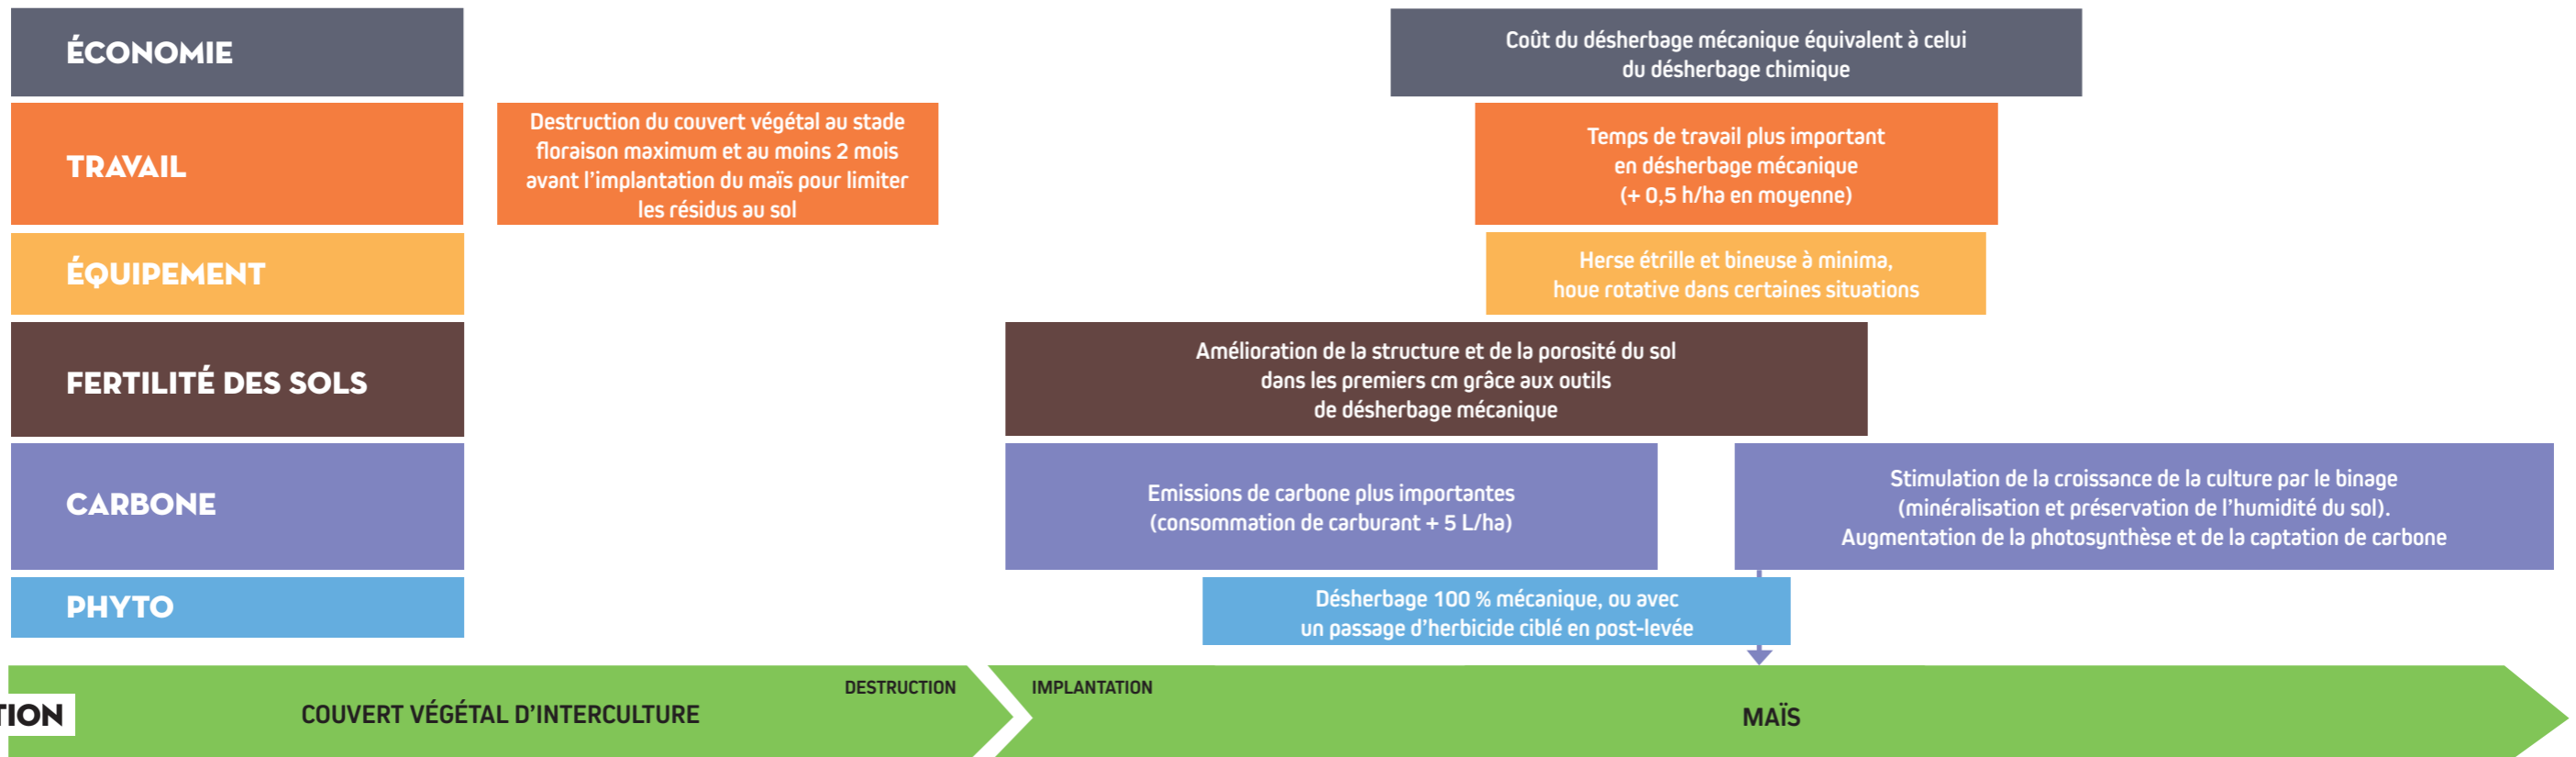 ÉCONOMIE
Coût du désherbage mécanique équivalent à celui
du désherbage chimique
TRAVAIL
Destruction du couvert végétal au stade
floraison maximum et au moins 2 mois
avant l'implantation du maïs pour limiter
les résidus au sol
Temps de travail plus important
en désherbage mécanique
(+ 0,5 h/ha en moyenne)
ÉQUIPEMENT
Herse étrille et bineuse à minima,
houe rotative dans certaines situations
FERTILITÉ DES SOLS
Amélioration de la structure et de la porosité du sol
dans les premiers cm grâce aux outils
de désherbage mécanique
CARBONE
Emissions de carbone plus importantes
(consommation de carburant + 5 L/ha)
Stimulation de la croissance de la culture par le binage
(minéralisation et préservation de l'humidité du sol).
Augmentation de la photosynthèse et de la captation de carbone
PHYTO
Désherbage 100 % mécanique, ou avec
un passage d'herbicide ciblé en post-levée
TION
COUVERT VÉGÉTAL D'INTERCULTURE
DESTRUCTION
IMPLANTATION
MAÏS